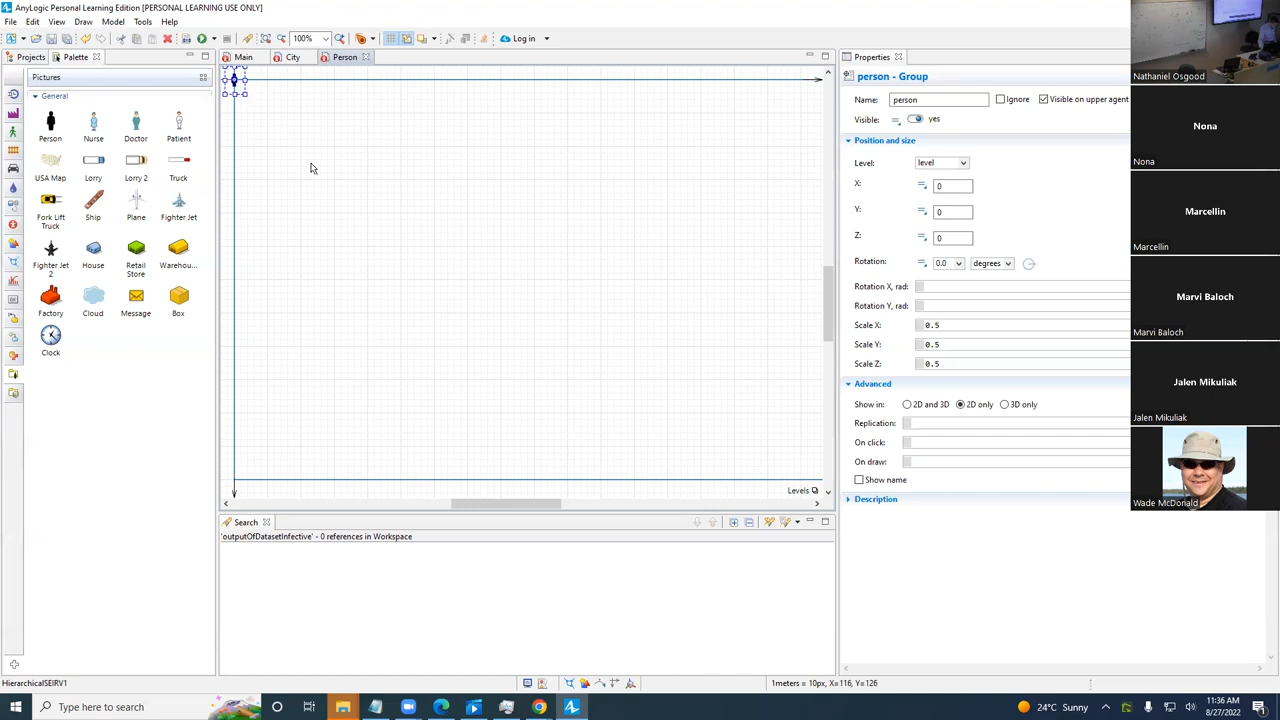 AnyLogic Personal Learning Edition [PERSONAL LEARNING USE ONLY]
File Edit View Draw Model Tools Help
100% Log in
Projects Palette Main City Person Properties
Pictures
person - Group
General
Name: person Ignore Visible on upper agent
Visible: yes
Person Nurse Doctor Patient
Position and size
Level: level
USA Map Lorry Lorry 2 Truck
X: 0
Y: 0
Fork Lift Truck Ship Plane Fighter Jet
Z: 0
Rotation: 0.0 degrees
Fighter Jet 2 House Retail Store Warehou...
Rotation X, rad:
Rotation Y, rad:
Factory Cloud Message Box
Scale X: 0.5
Scale Y: 0.5
Clock
Scale Z: 0.5
Advanced
Show in: 2D and 3D 2D only 3D only
Replication:
On click:
On draw:
Show name
Levels
Description
Search
'outputOfDatasetInfective' - 0 references in Workspace
HierarchicalSEIRV1
1meters = 10px, X=116, Y=126
Nathaniel Osgood
Nona
Nona
Marcellin
Marcellin
Marvi Baloch
Marvi Baloch
Jalen Mikuliak
Jalen Mikuliak
Wade McDonald
Type here to search
24°C Sunny
11:36 AM
8/27/2022